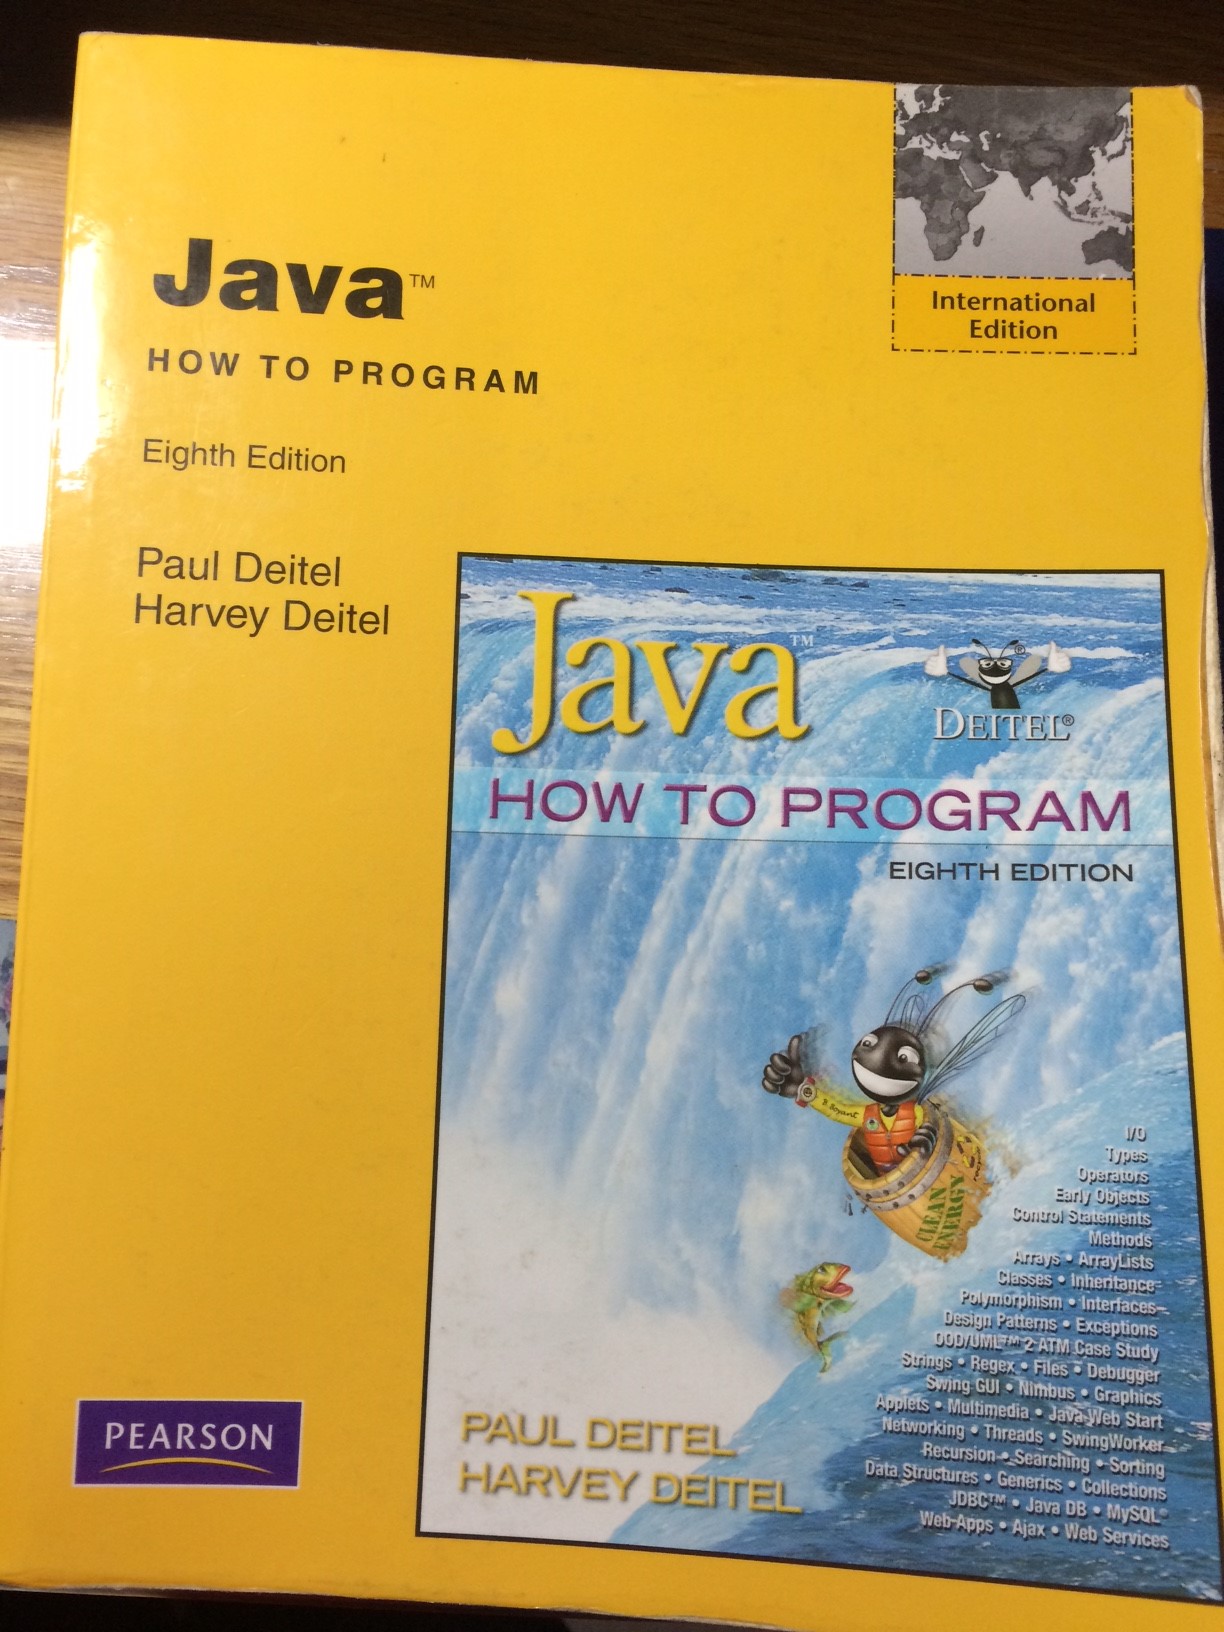 Java™
HOW TO PROGRAM
Eighth Edition
Paul Deitel
Harvey Deitel
International
Edition
Java™
DEITEL®
HOW TO PROGRAM
EIGHTH EDITION
CLEAN
ENERGY
I/O
Types
Operators
Early Objects
Control Statements
Methods
Arrays • ArrayLists
Classes • Inheritance
Polymorphism • Interfaces
Design Patterns • Exceptions
OOD/UML™ 2 ATM Case Study
Strings • Regex • Files • Debugger
Swing GUI • Nimbus • Graphics
Applets • Multimedia • Java Web Start
Networking • Threads • SwingWorker
Recursion • Searching • Sorting
Data Structures • Generics • Collections
JDBC™ • Java DB • MySQL®
Web Apps • Ajax • Web Services
PAUL DEITEL
HARVEY DEITEL
PEARSON